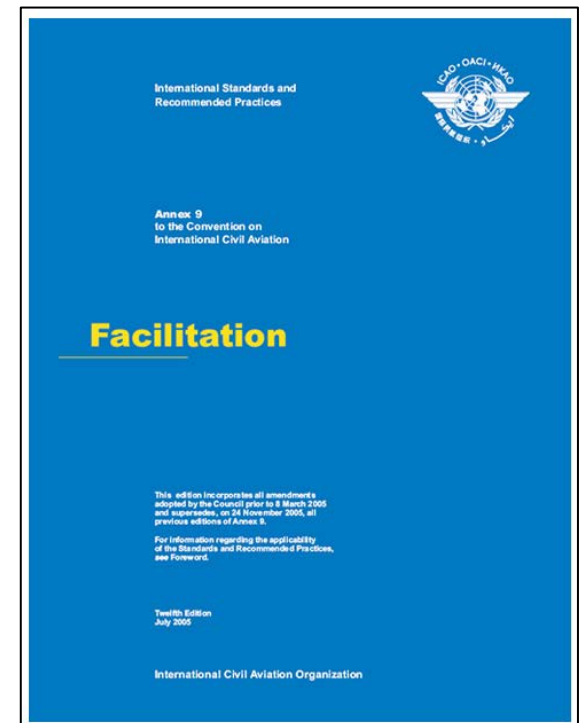 International Standards and
Recommended Practices
ICAO • OACI • ИКАО
Annex 9
to the Convention on
International Civil Aviation
Facilitation
This edition incorporates all amendments
adopted by the Council prior to 8 March 2005
and supersedes, on 24 November 2005, all
previous editions of Annex 9.
For information regarding the applicability
of the Standards and Recommended Practices,
see Foreword.
Twelfth Edition
July 2005
International Civil Aviation Organization